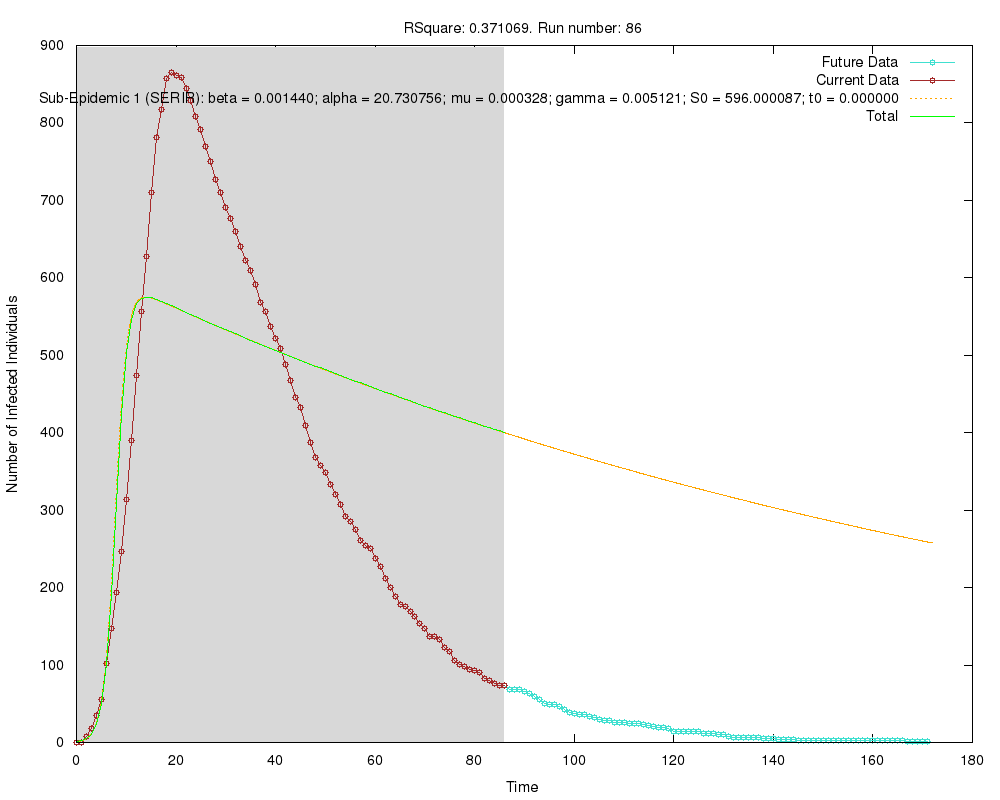 RSquare: 0.371069. Run number: 86
900
800
700
600
500
400
300
200
100
0
Number of Infected Individuals
Future Data
Current Data
Sub-Epidemic 1 (SERIR): beta = 0.001440; alpha = 20.730756; mu = 0.000328; gamma = 0.005121; S0 = 596.000087; t0 = 0.000000
Total
0 20 40 60 80 100 120 140 160 180
Time